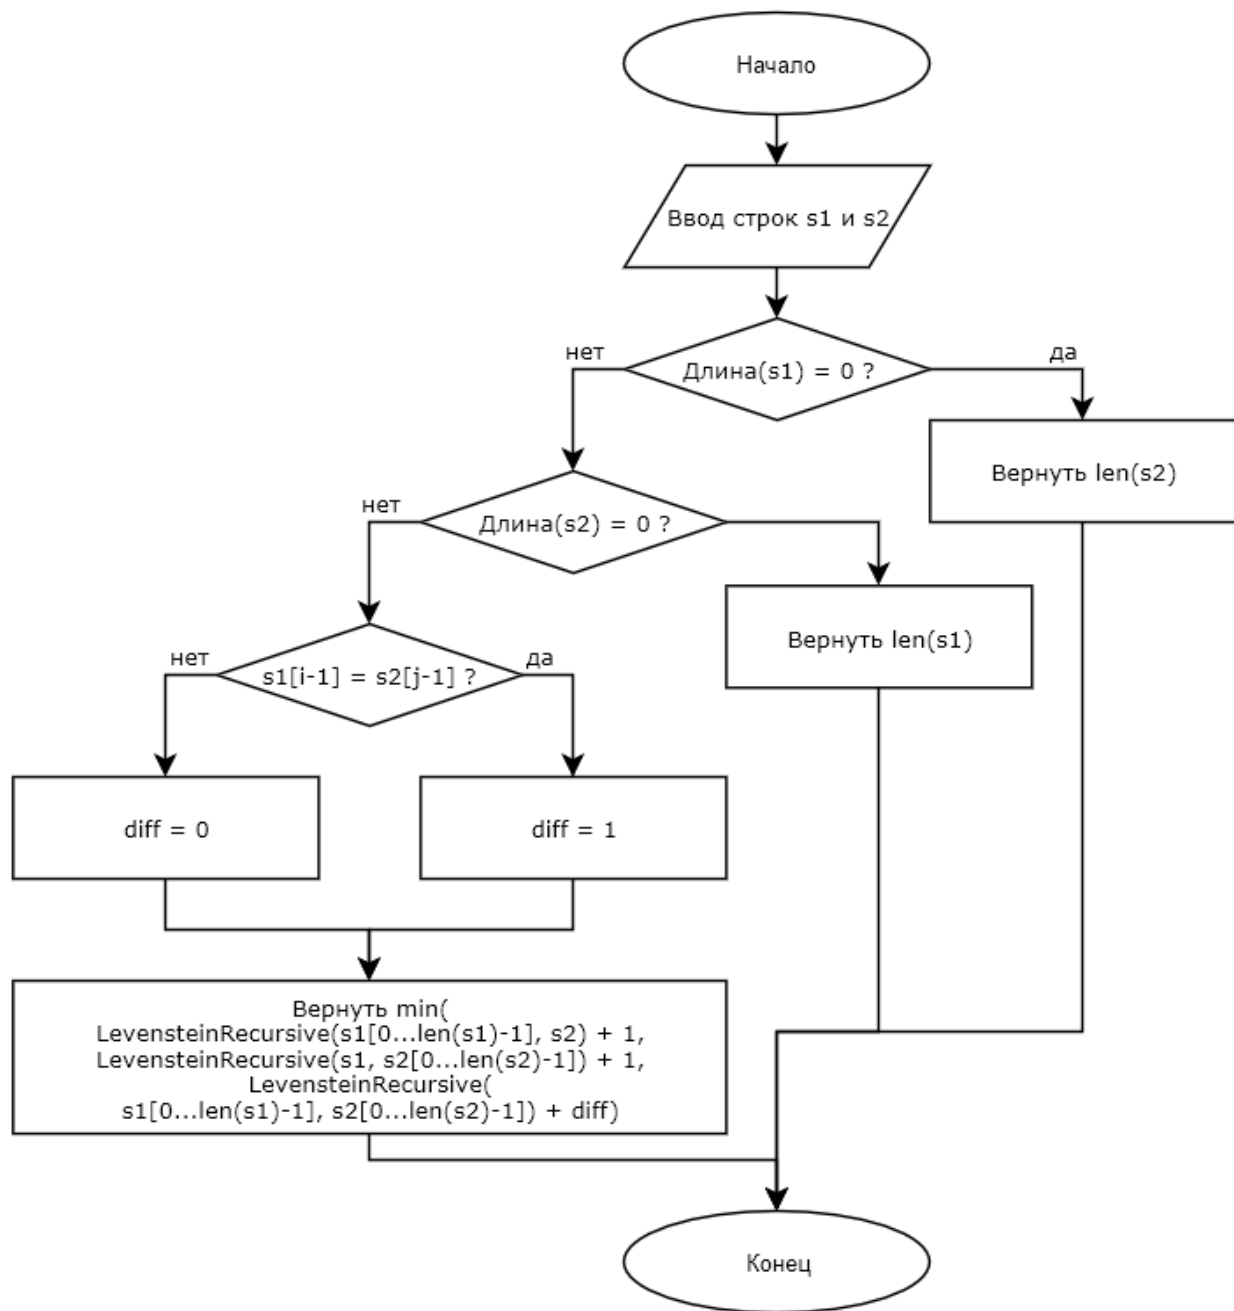 Начало
Ввод строк s1 и s2
Длина(s1) = 0 ?
нет
да
Вернуть len(s2)
Длина(s2) = 0 ?
нет
Вернуть len(s1)
s1[i-1] = s2[j-1] ?
нет
да
diff = 0
diff = 1
Вернуть min(
LevensteinRecursive(s1[0...len(s1)-1], s2) + 1,
LevensteinRecursive(s1, s2[0...len(s2)-1]) + 1,
LevensteinRecursive(
s1[0...len(s1)-1], s2[0...len(s2)-1]) + diff)
Конец